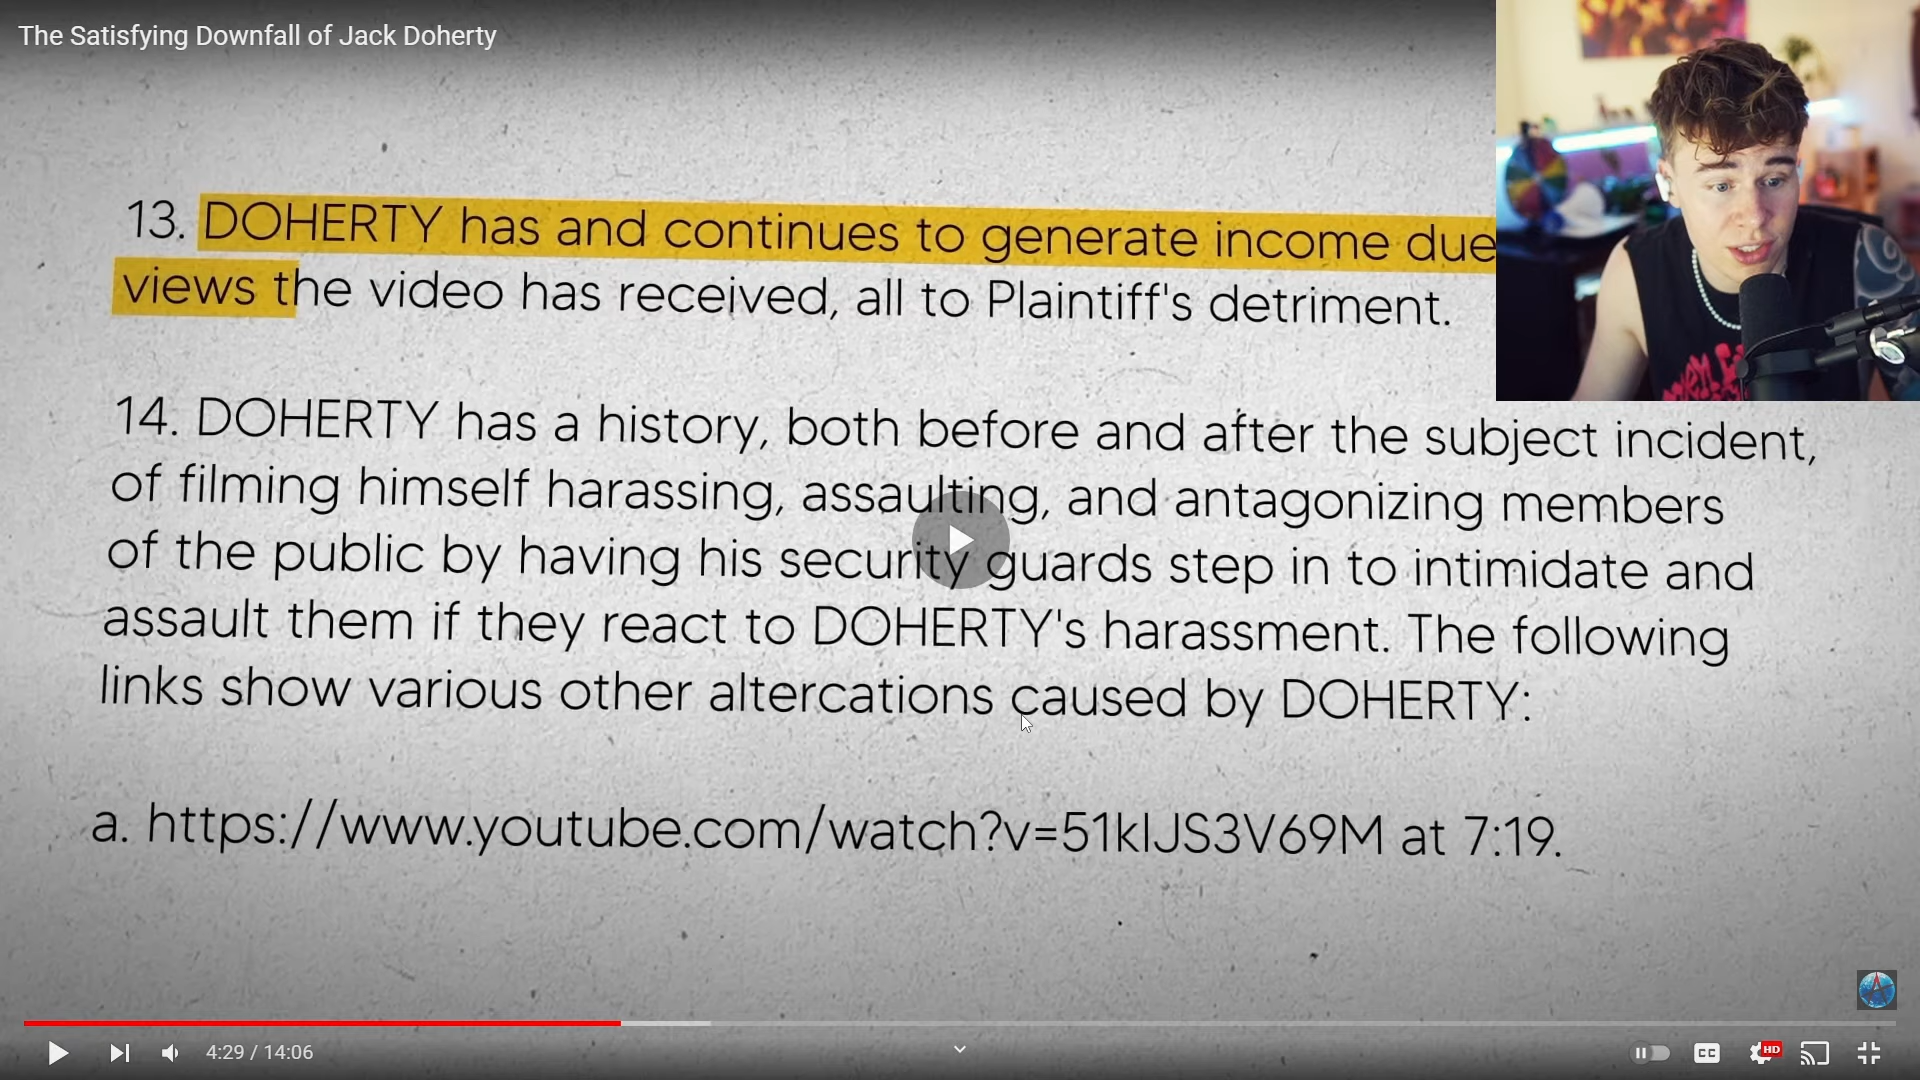 The Satisfying Downfall of Jack Doherty
13. DOHERTY has and continues to generate income due
views the video has received, all to Plaintiff's detriment.
14. DOHERTY has a history, both before and after the subject incident,
of filming himself harassing, assaulting, and antagonizing members
of the public by having his security guards step in to intimidate and
assault them if they react to DOHERTY's harassment. The following
links show various other altercations caused by DOHERTY:
a. https://www.youtube.com/watch?v=51kIJS3V69M at 7:19.
4:29 / 14:06
CC
HD